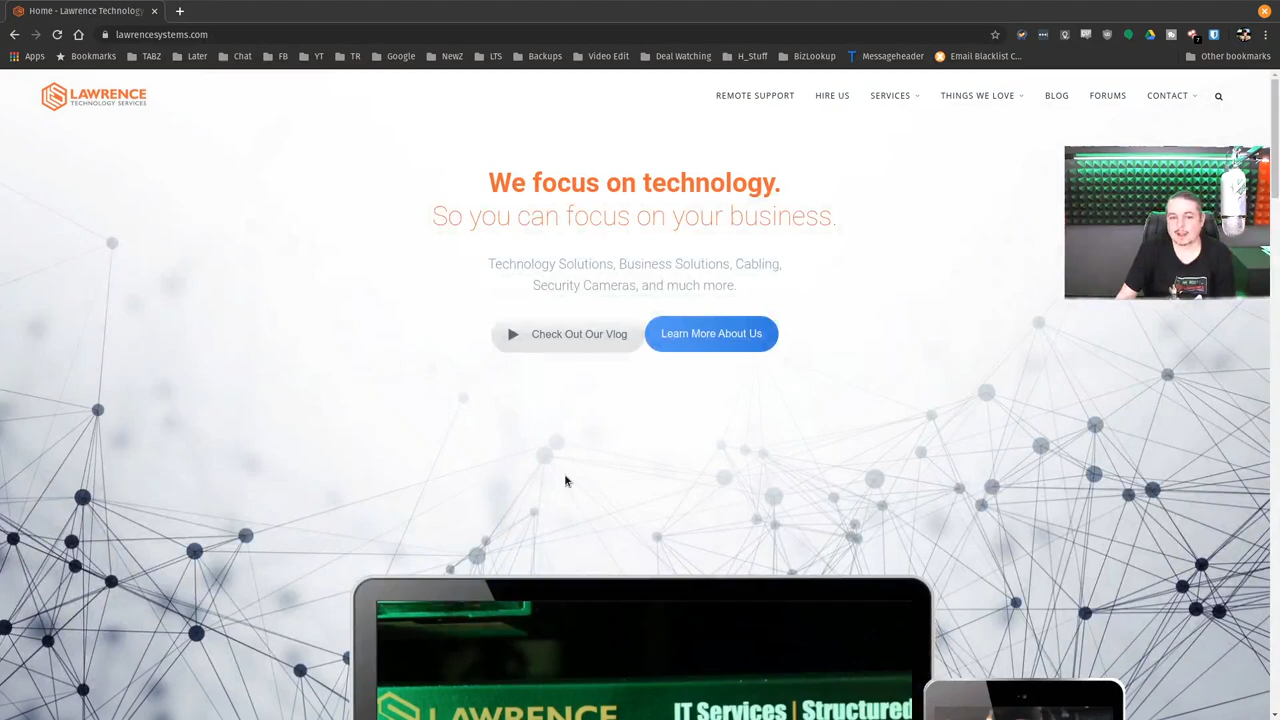 Home - Lawrence Technology
lawrencesystems.com
Apps Bookmarks TABZ Later Chat FB YT TR Google NewZ LTS Backups Video Edit Deal Watching H_Stuff BizLookup Messageheader Email Blacklist C... Other bookmarks
LAWRENCE
TECHNOLOGY SERVICES
REMOTE SUPPORT HIRE US SERVICES THINGS WE LOVE BLOG FORUMS CONTACT
We focus on technology.
So you can focus on your business.
Technology Solutions, Business Solutions, Cabling,
Security Cameras, and much more.
Check Out Our Vlog Learn More About Us
LAWRENCE IT Services | Structured